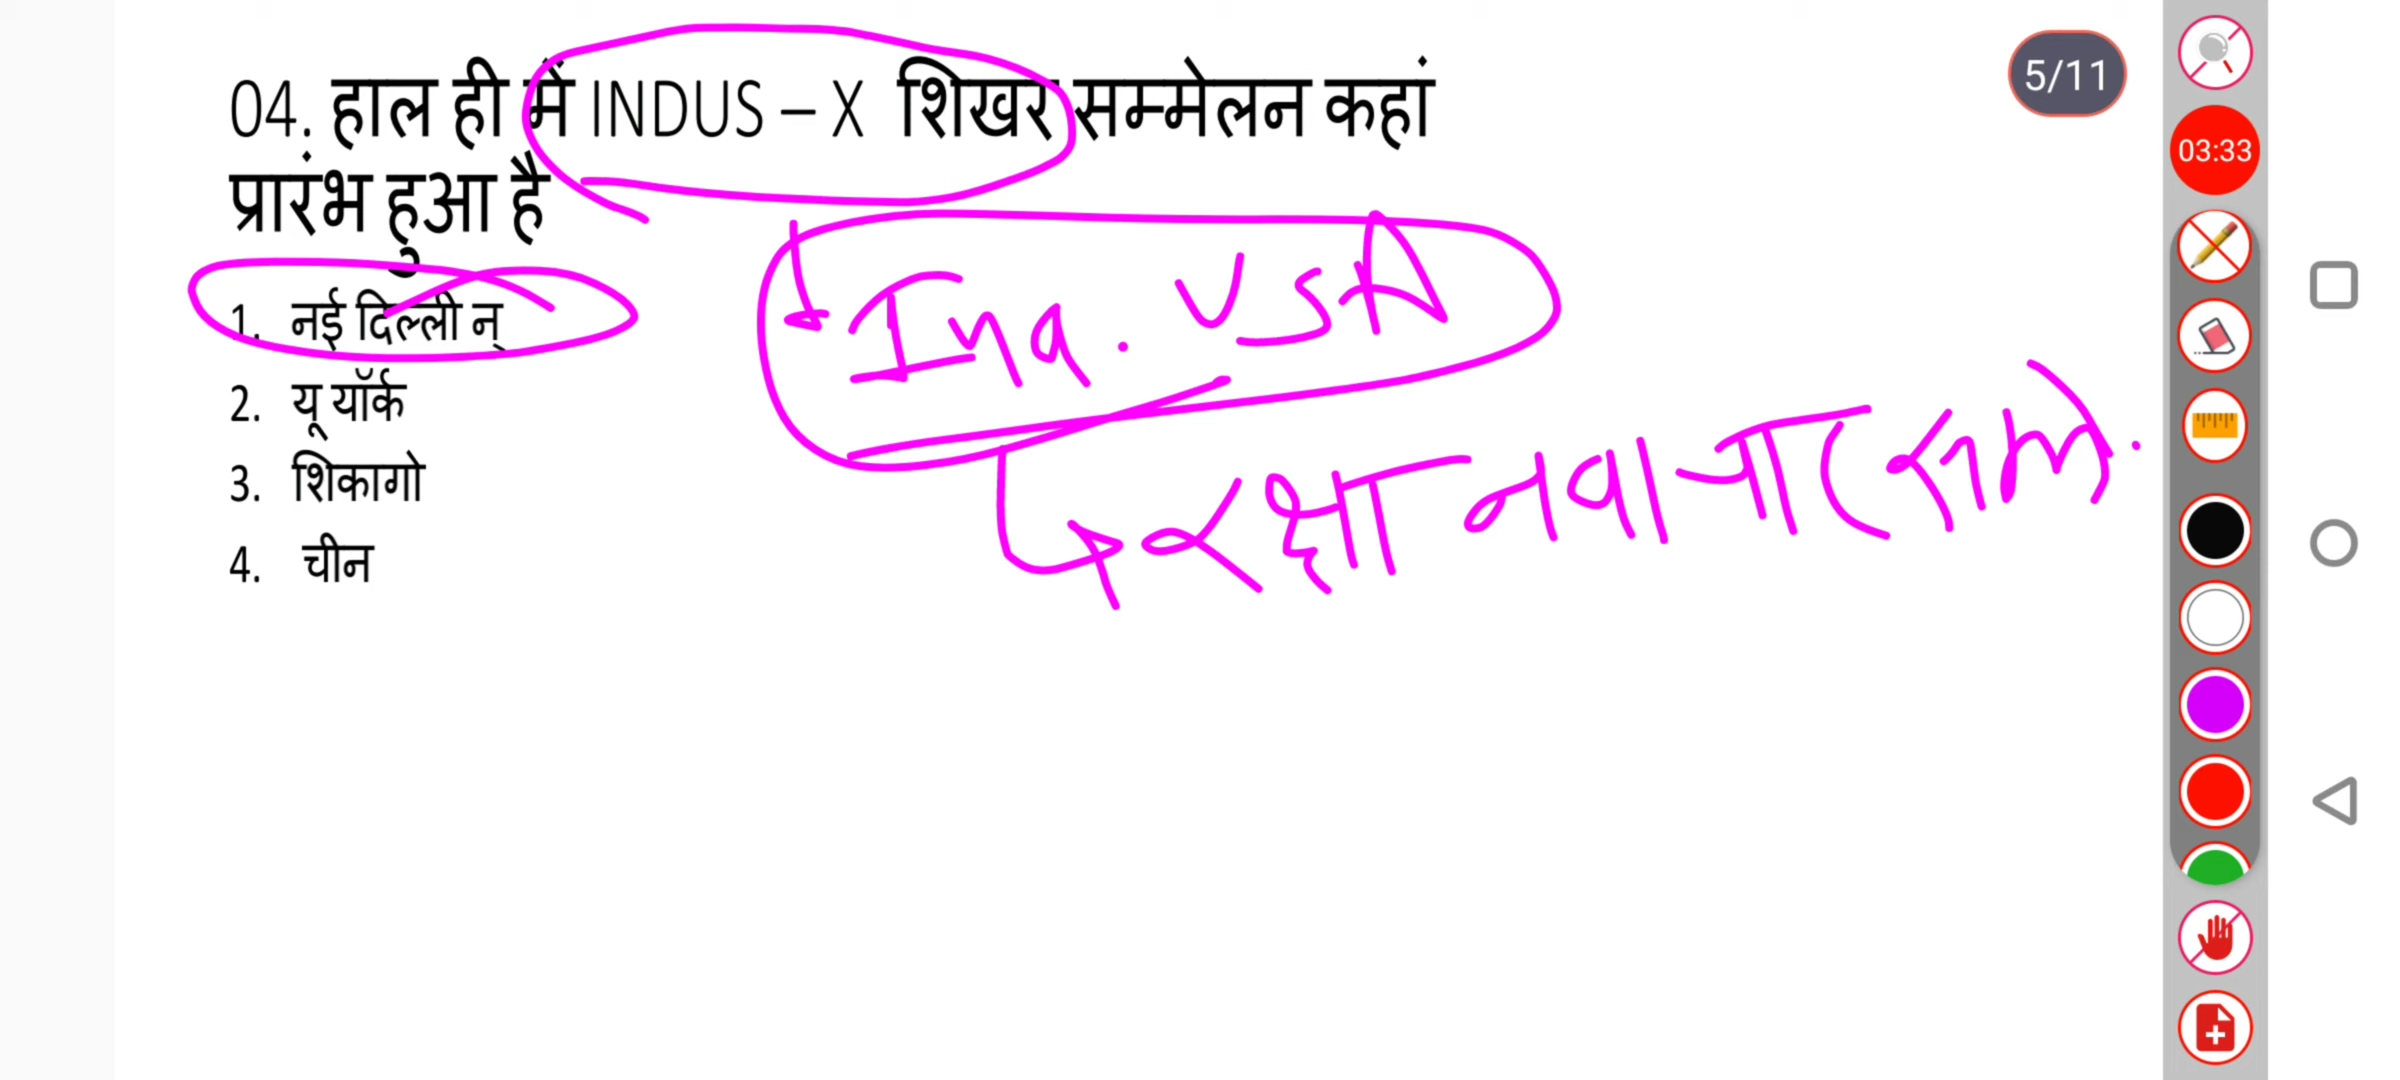 04. हाल ही में INDUS – X शिखर सम्मेलन कहां
प्रारंभ हुआ है
1. नई दिल्ली न्
2. यू यॉर्क
3. शिकागो
4. चीन
Ind. USA
रक्षा नवाचार
5/11
03:33